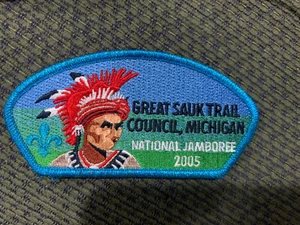 GREAT SAUK TRAIL
COUNCIL, MICHIGAN
NATIONAL JAMBOREE
2005